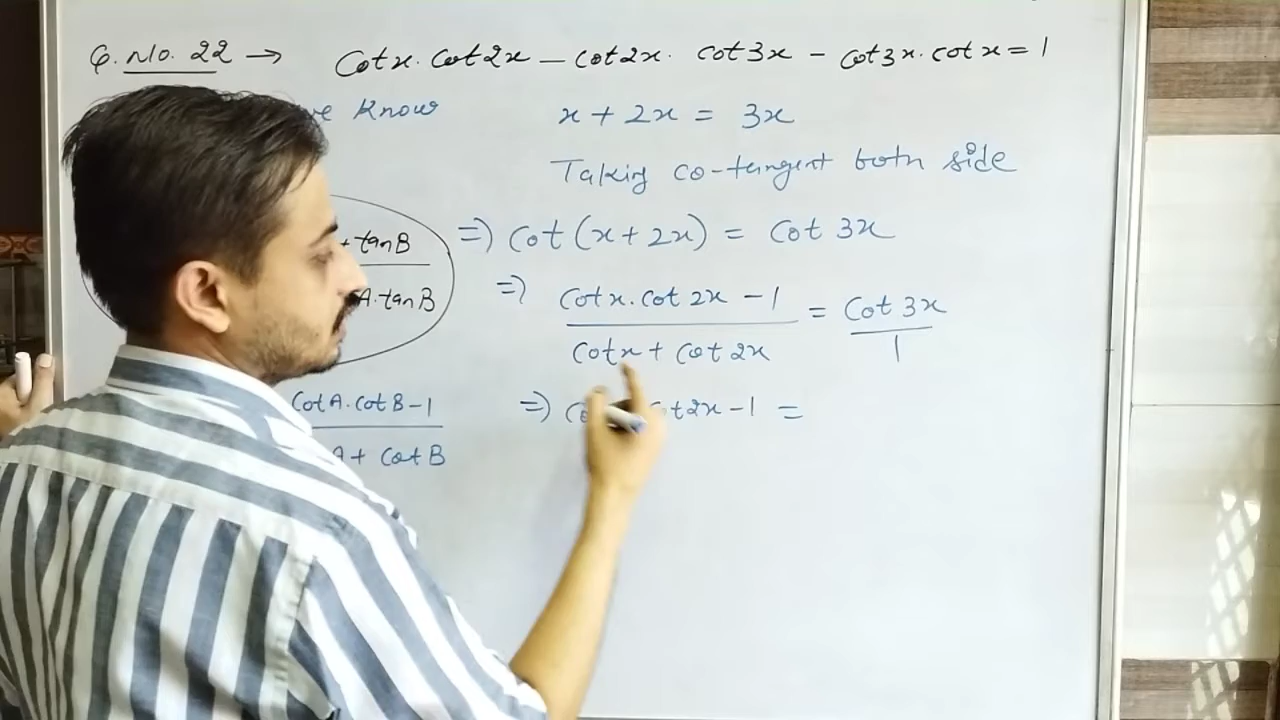 Q. No. 22 → Cotx. Cot2x - cot2x. cot3x - cot3x. cotx = 1
Know
x + 2x = 3x
Taking co-tangent both side
+ tanB
A.tanB
=) Cot (x + 2x) = Cot 3x
=) Cotx.Cot 2x - 1 = Cot 3x
Cotx + Cot 2x 1
CotA.cotB-1
A + CotB
=) t2x - 1 =